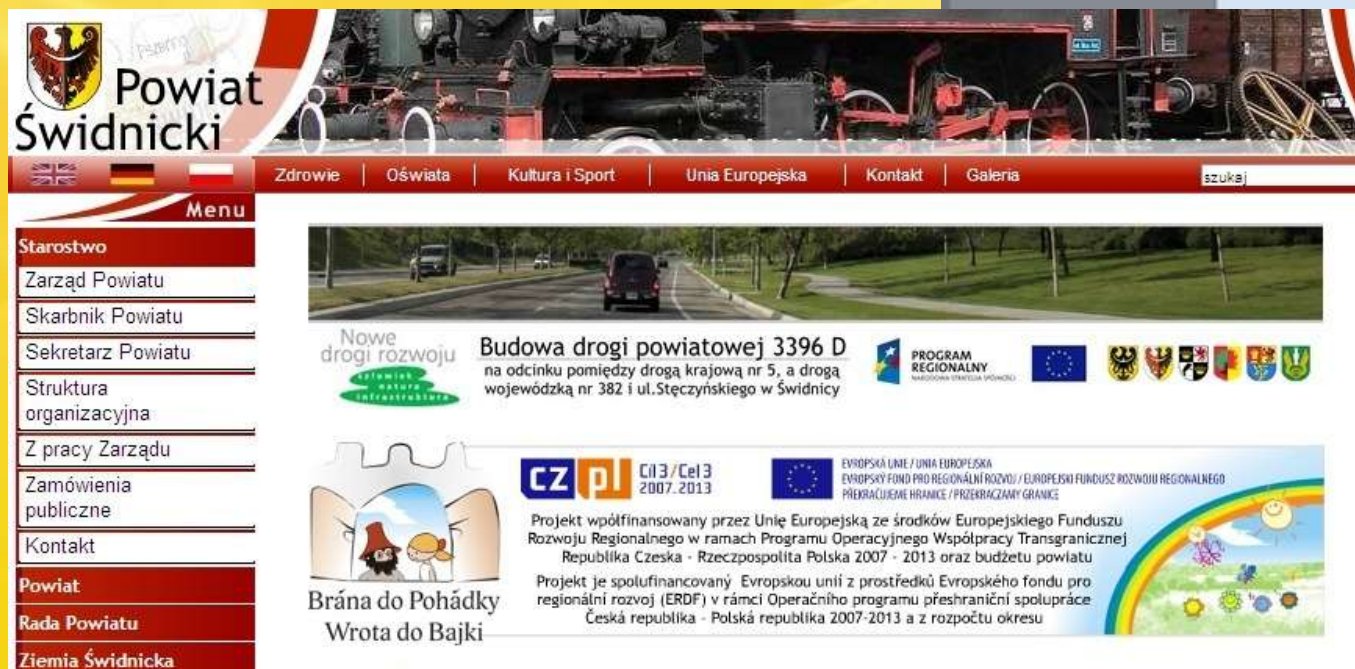 Powiat
Świdnicki
Zdrowie
Oświata
Kultura i Sport
Unia Europejska
Kontakt
Galeria
szukaj
Menu
Starostwo
Zarząd Powiatu
Skarbnik Powiatu
Sekretarz Powiatu
Struktura
organizacyjna
Z pracy Zarządu
Zamówienia
publiczne
Kontakt
Powiat
Rada Powiatu
Ziemia Świdnicka
Nowe
drogi rozwoju
człowiek
natura
infrastruktura
Budowa drogi powiatowej 3396 D
na odcinku pomiędzy drogą krajową nr 5, a drogą
wojewódzką nr 382 i ul.Stęczyńskiego w Świdnicy
PROGRAM
REGIONALNY
NARODOWA STRATEGIA SPÓJNOŚCI
Brána do Pohádky
Wrota do Bajki
cz pl
Cíl 3/Cel 3
2007.2013
EVROPSKÁ UNIE / UNIA EUROPEJSKA
EVROPSKÝ FOND PRO REGIONÁLNÍ ROZVOJ / EUROPEJSKI FUNDUSZ ROZWOJU REGIONALNEGO
PŘEKRAČUJEME HRANICE / PRZEKRACZAMY GRANICE
Projekt wpółfinansowany przez Unię Europejską ze środków Europejskiego Funduszu
Rozwoju Regionalnego w ramach Programu Operacyjnego Współpracy Transgranicznej
Republika Czeska - Rzeczpospolita Polska 2007 - 2013 oraz budżetu powiatu
Projekt je spolufinancovaný Evropskou unií z prostředků Evropského fondu pro
regionální rozvoj (ERDF) v rámci Operačního programu přeshraniční spolupráce
Česká republika - Polská republika 2007-2013 a z rozpočtu okresu